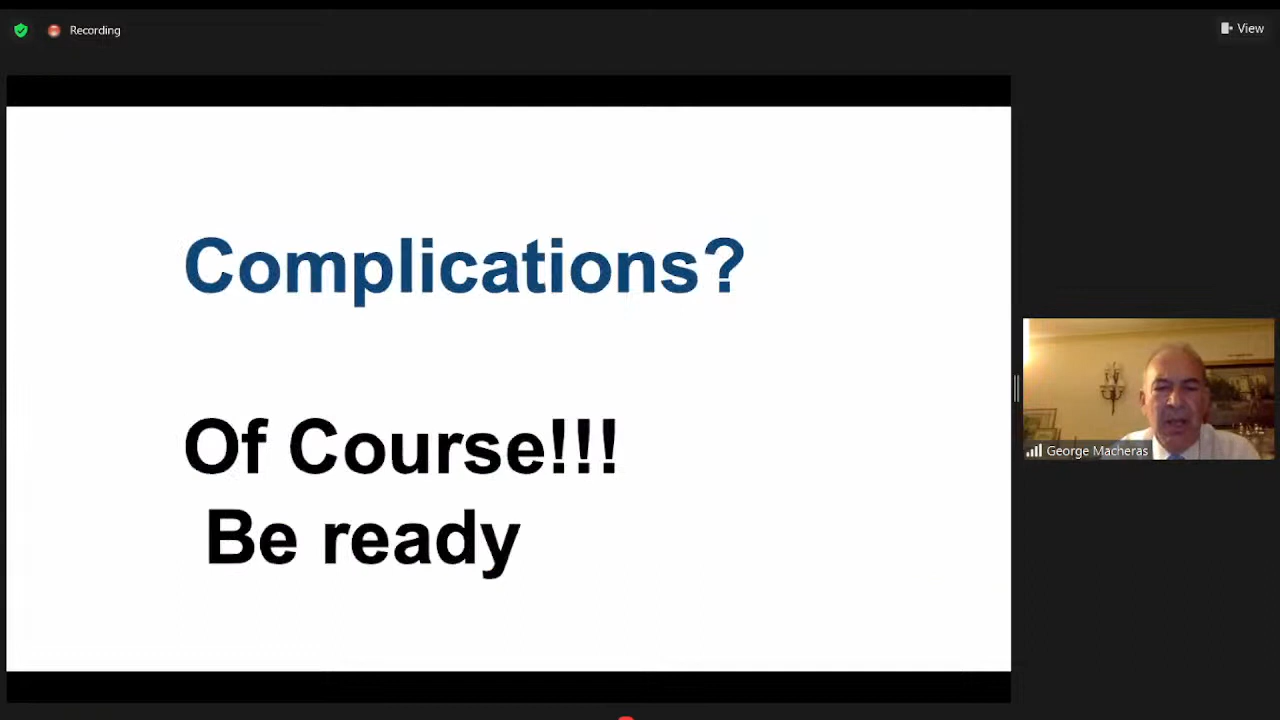 Recording
View
Complications?
Of Course!!!
Be ready
George Macheras